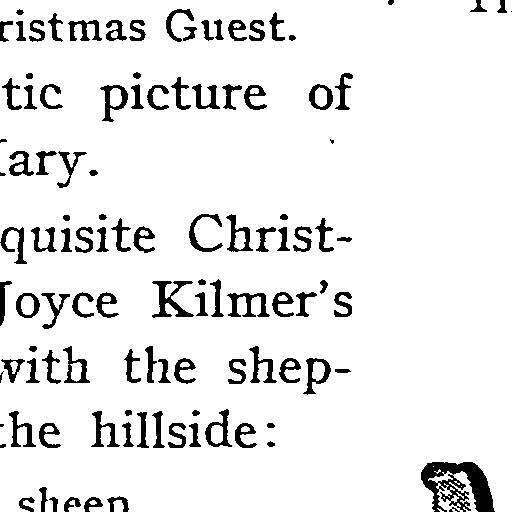 ristmas Guest.
tic picture of
ary.
quisite Christ-
Joyce Kilmer's
with the shep-
the hillside:
sheep